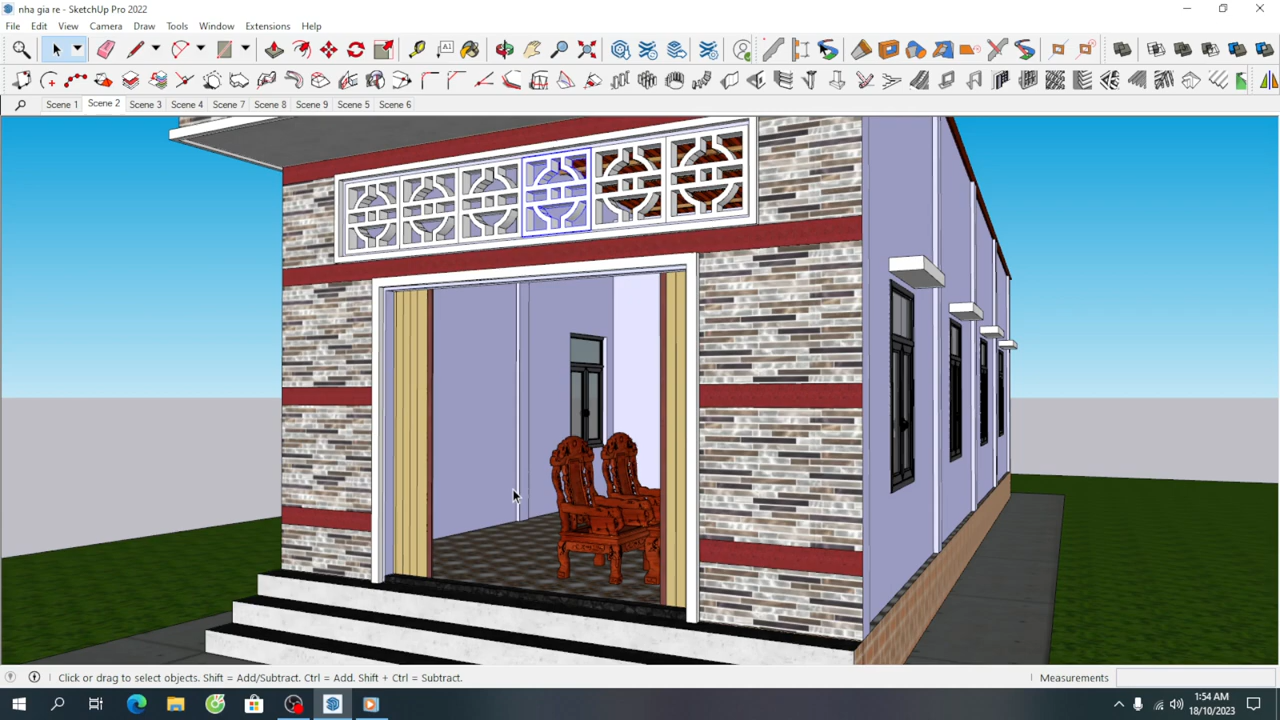 nha gia re - SketchUp Pro 2022
File Edit View Camera Draw Tools Window Extensions Help
Scene 1 Scene 2 Scene 3 Scene 4 Scene 7 Scene 8 Scene 9 Scene 5 Scene 6
Click or drag to select objects. Shift = Add/Subtract. Ctrl = Add. Shift + Ctrl = Subtract.
Measurements
1:54 AM
18/10/2023